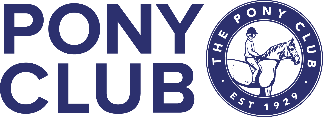 PONY
CLUB
THE PONY CLUB
· EST 1929 ·